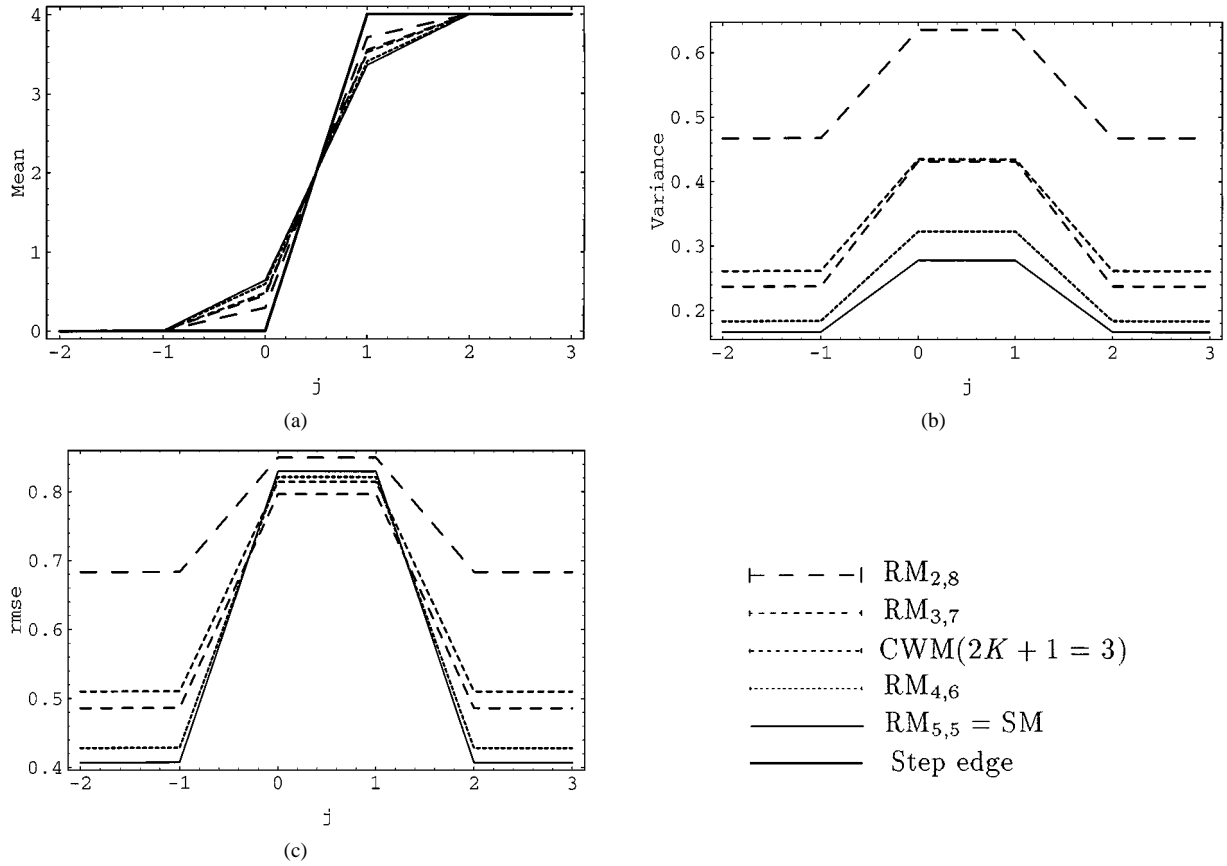 4
3
2
1
0
Mean
-2 -1 0 1 2 3
j
(a)
0.6
0.5
0.4
0.3
0.2
Variance
-2 -1 0 1 2 3
j
(b)
0.8
0.7
0.6
0.5
0.4
rmse
-2 -1 0 1 2 3
j
(c)
RM2,8
RM3,7
CWM(2K + 1 = 3)
RM4,6
RM5,5 = SM
Step edge